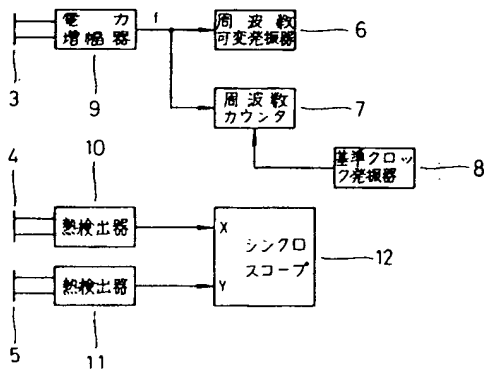 電力
増幅器
f
周波数
可変発振器
6
3
9
周波数
カウンタ
7
10
4
基準クロッ
ク発振器
8
熱検出器
X
シンクロ
スコープ
12
熱検出器
Y
5
11